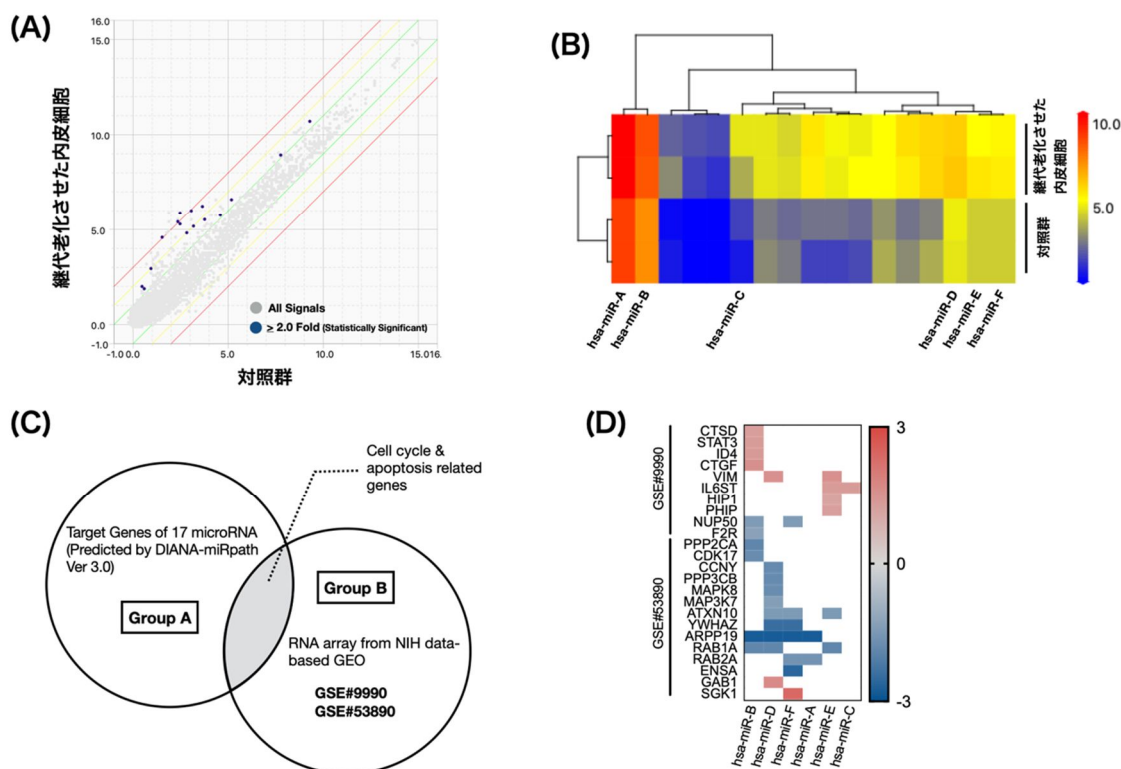 (A)
16.0
15.0
10.0
5.0
0.0
-1.0
-1.0 0.0
5.0
10.0
15.016.
継代老化させた内皮細胞
対照群
All Signals
≥ 2.0 Fold (Statistically Significant)
(B)
継代老化させた
内皮細胞
対照群
10.0
5.0
hsa-miR-A
hsa-miR-B
hsa-miR-C
hsa-miR-D
hsa-miR-E
hsa-miR-F
(C)
Cell cycle &
apoptosis related
genes
Target Genes of 17 microRNA
(Predicted by DIANA-miRpath
Ver 3.0)
Group A
Group B
RNA array from NIH data-
based GEO
GSE#9990
GSE#53890
(D)
GSE#9990
GSE#53890
CTSD
STAT3
ID4
CTGF
VIM
IL6ST
HIP1
PHIP
NUP50
F2R
PPP2CA
CDK17
CCNY
PPP3CB
MAPK8
MAP3K7
ATXN10
YWHAZ
ARPP19
RAB1A
RAB2A
ENSA
GAB1
SGK1
hsa-miR-B
hsa-miR-D
hsa-miR-F
hsa-miR-A
hsa-miR-E
hsa-miR-C
3
0
-3